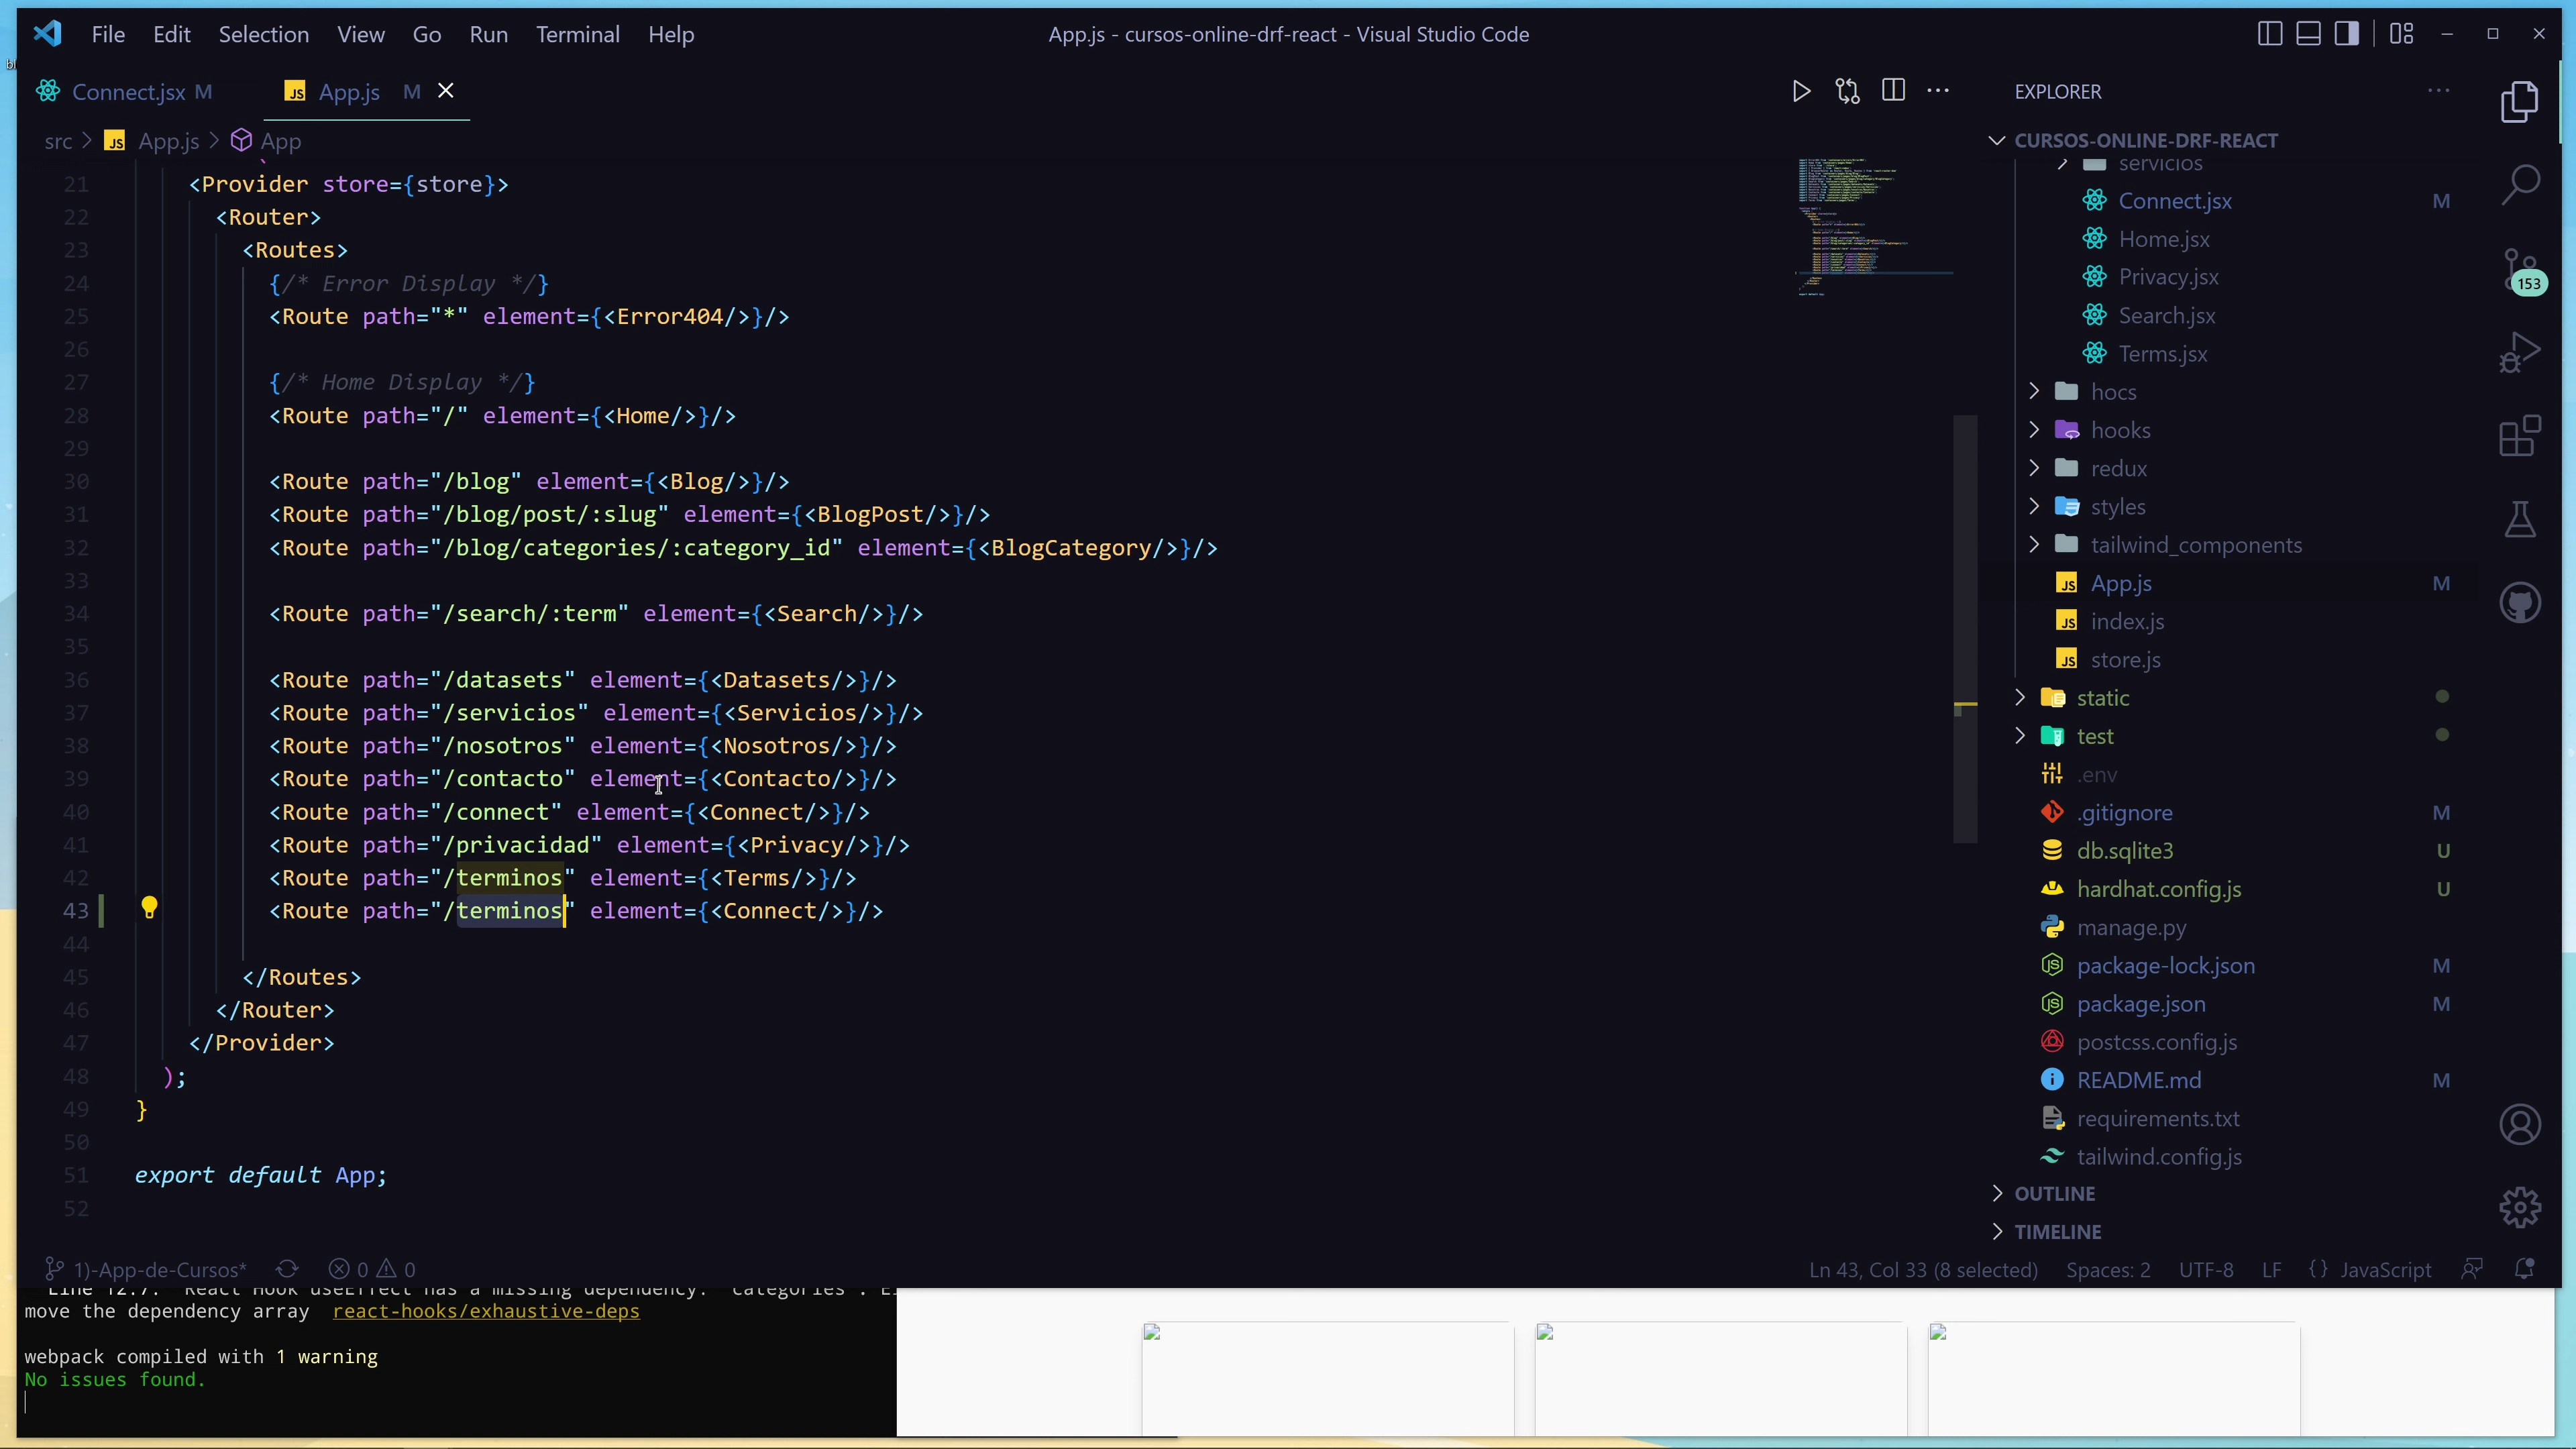 File Edit Selection View Go Run Terminal Help
App.js - cursos-online-drf-react - Visual Studio Code
Connect.jsx M
App.js M
src > App.js > App
21 <Provider store={store}>
22 <Router>
23 <Routes>
24 {/* Error Display */}
25 <Route path="*" element={<Error404/>}/>
26
27 {/* Home Display */}
28 <Route path="/" element={<Home/>}/>
29
30 <Route path="/blog" element={<Blog/>}/>
31 <Route path="/blog/post/:slug" element={<BlogPost/>}/>
32 <Route path="/blog/categories/:category_id" element={<BlogCategory/>}/>
33
34 <Route path="/search/:term" element={<Search/>}/>
35
36 <Route path="/datasets" element={<Datasets/>}/>
37 <Route path="/servicios" element={<Servicios/>}/>
38 <Route path="/nosotros" element={<Nosotros/>}/>
39 <Route path="/contacto" element={<Contacto/>}/>
40 <Route path="/connect" element={<Connect/>}/>
41 <Route path="/privacidad" element={<Privacy/>}/>
42 <Route path="/terminos" element={<Terms/>}/>
43 <Route path="/terminos" element={<Connect/>}/>
44
45 </Routes>
46 </Router>
47 </Provider>
48 );
49 }
50
51 export default App;
52
EXPLORER
CURSOS-ONLINE-DRF-REACT
servicios
Connect.jsx M
Home.jsx
Privacy.jsx
Search.jsx
Terms.jsx
hocs
hooks
redux
styles
tailwind_components
App.js M
index.js
store.js
static
test
.env
.gitignore M
db.sqlite3 U
hardhat.config.js U
manage.py
package-lock.json M
package.json M
postcss.config.js
README.md M
requirements.txt
tailwind.config.js
OUTLINE
TIMELINE
153
1)-App-de-Cursos* 0 0
Ln 43, Col 33 (8 selected) Spaces: 2 UTF-8 LF {} JavaScript
Line 12:7: React Hook useEffect has a missing dependency: 'categories'. E
move the dependency array react-hooks/exhaustive-deps
webpack compiled with 1 warning
No issues found.